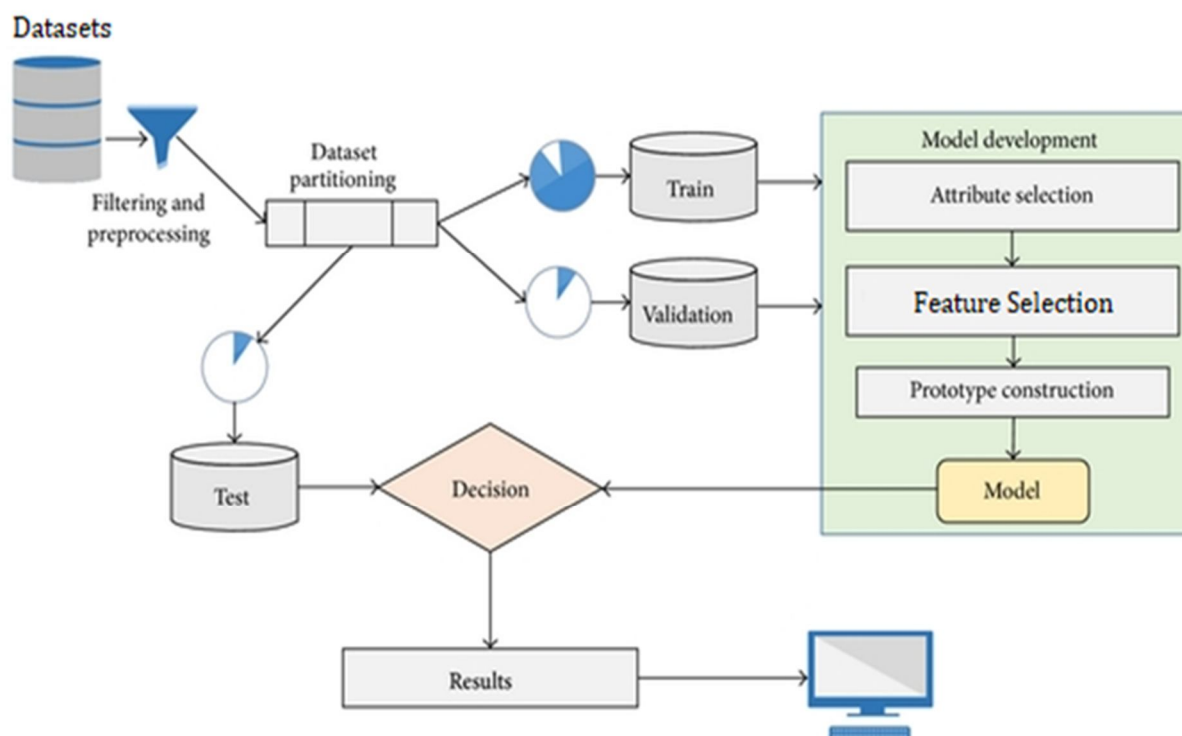 Datasets
Filtering and
preprocessing
Dataset
partitioning
Train
Validation
Model development
Attribute selection
Feature Selection
Prototype construction
Model
Test
Decision
Results